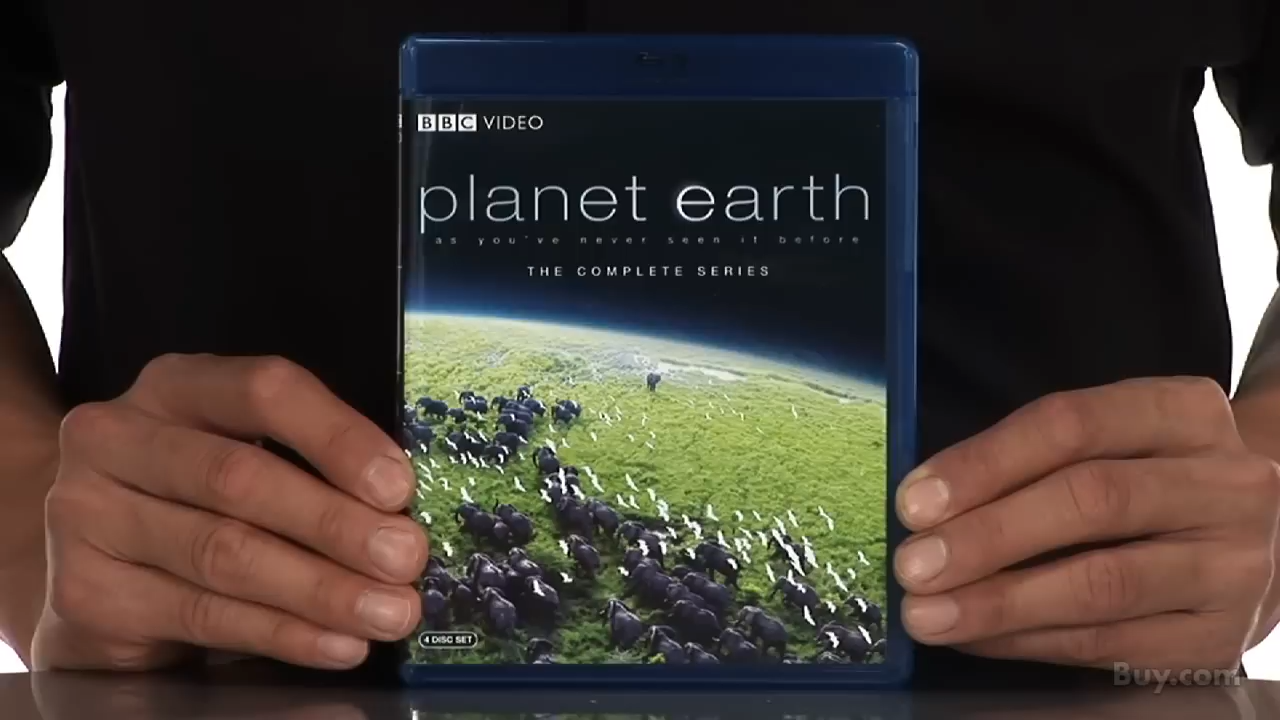 BBC VIDEO
planet earth
as you've never seen it before
THE COMPLETE SERIES
4 DISC SET
Buy.com